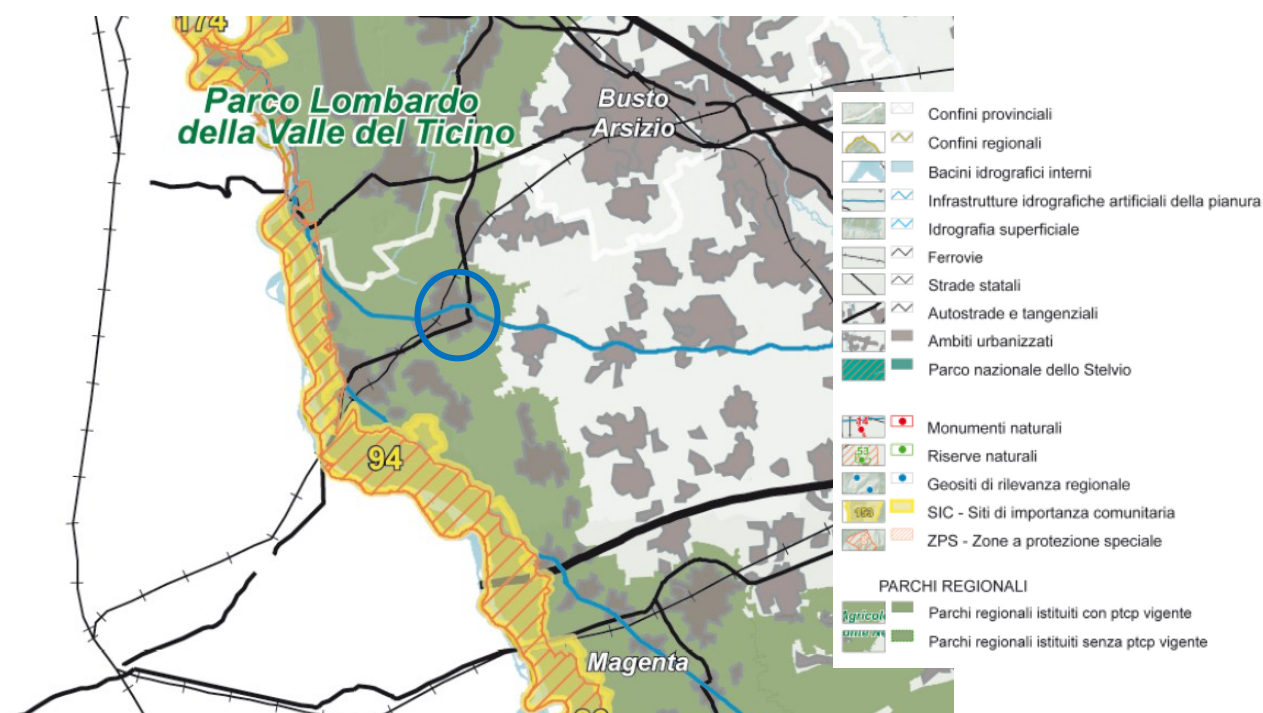 174
Parco Lombardo
della Valle del Ticino
Busto
Arsizio
94
Magenta
Confini provinciali
Confini regionali
Bacini idrografici interni
Infrastrutture idrografiche artificiali della pianura
Idrografia superficiale
Ferrovie
Strade statali
Autostrade e tangenziali
Ambiti urbanizzati
Parco nazionale dello Stelvio
14
Monumenti naturali
53
Riserve naturali
Geositi di rilevanza regionale
SIC - Siti di importanza comunitaria
ZPS - Zone a protezione speciale
PARCHI REGIONALI
Agricol
Parchi regionali istituiti con ptcp vigente
Parchi regionali istituiti senza ptcp vigente